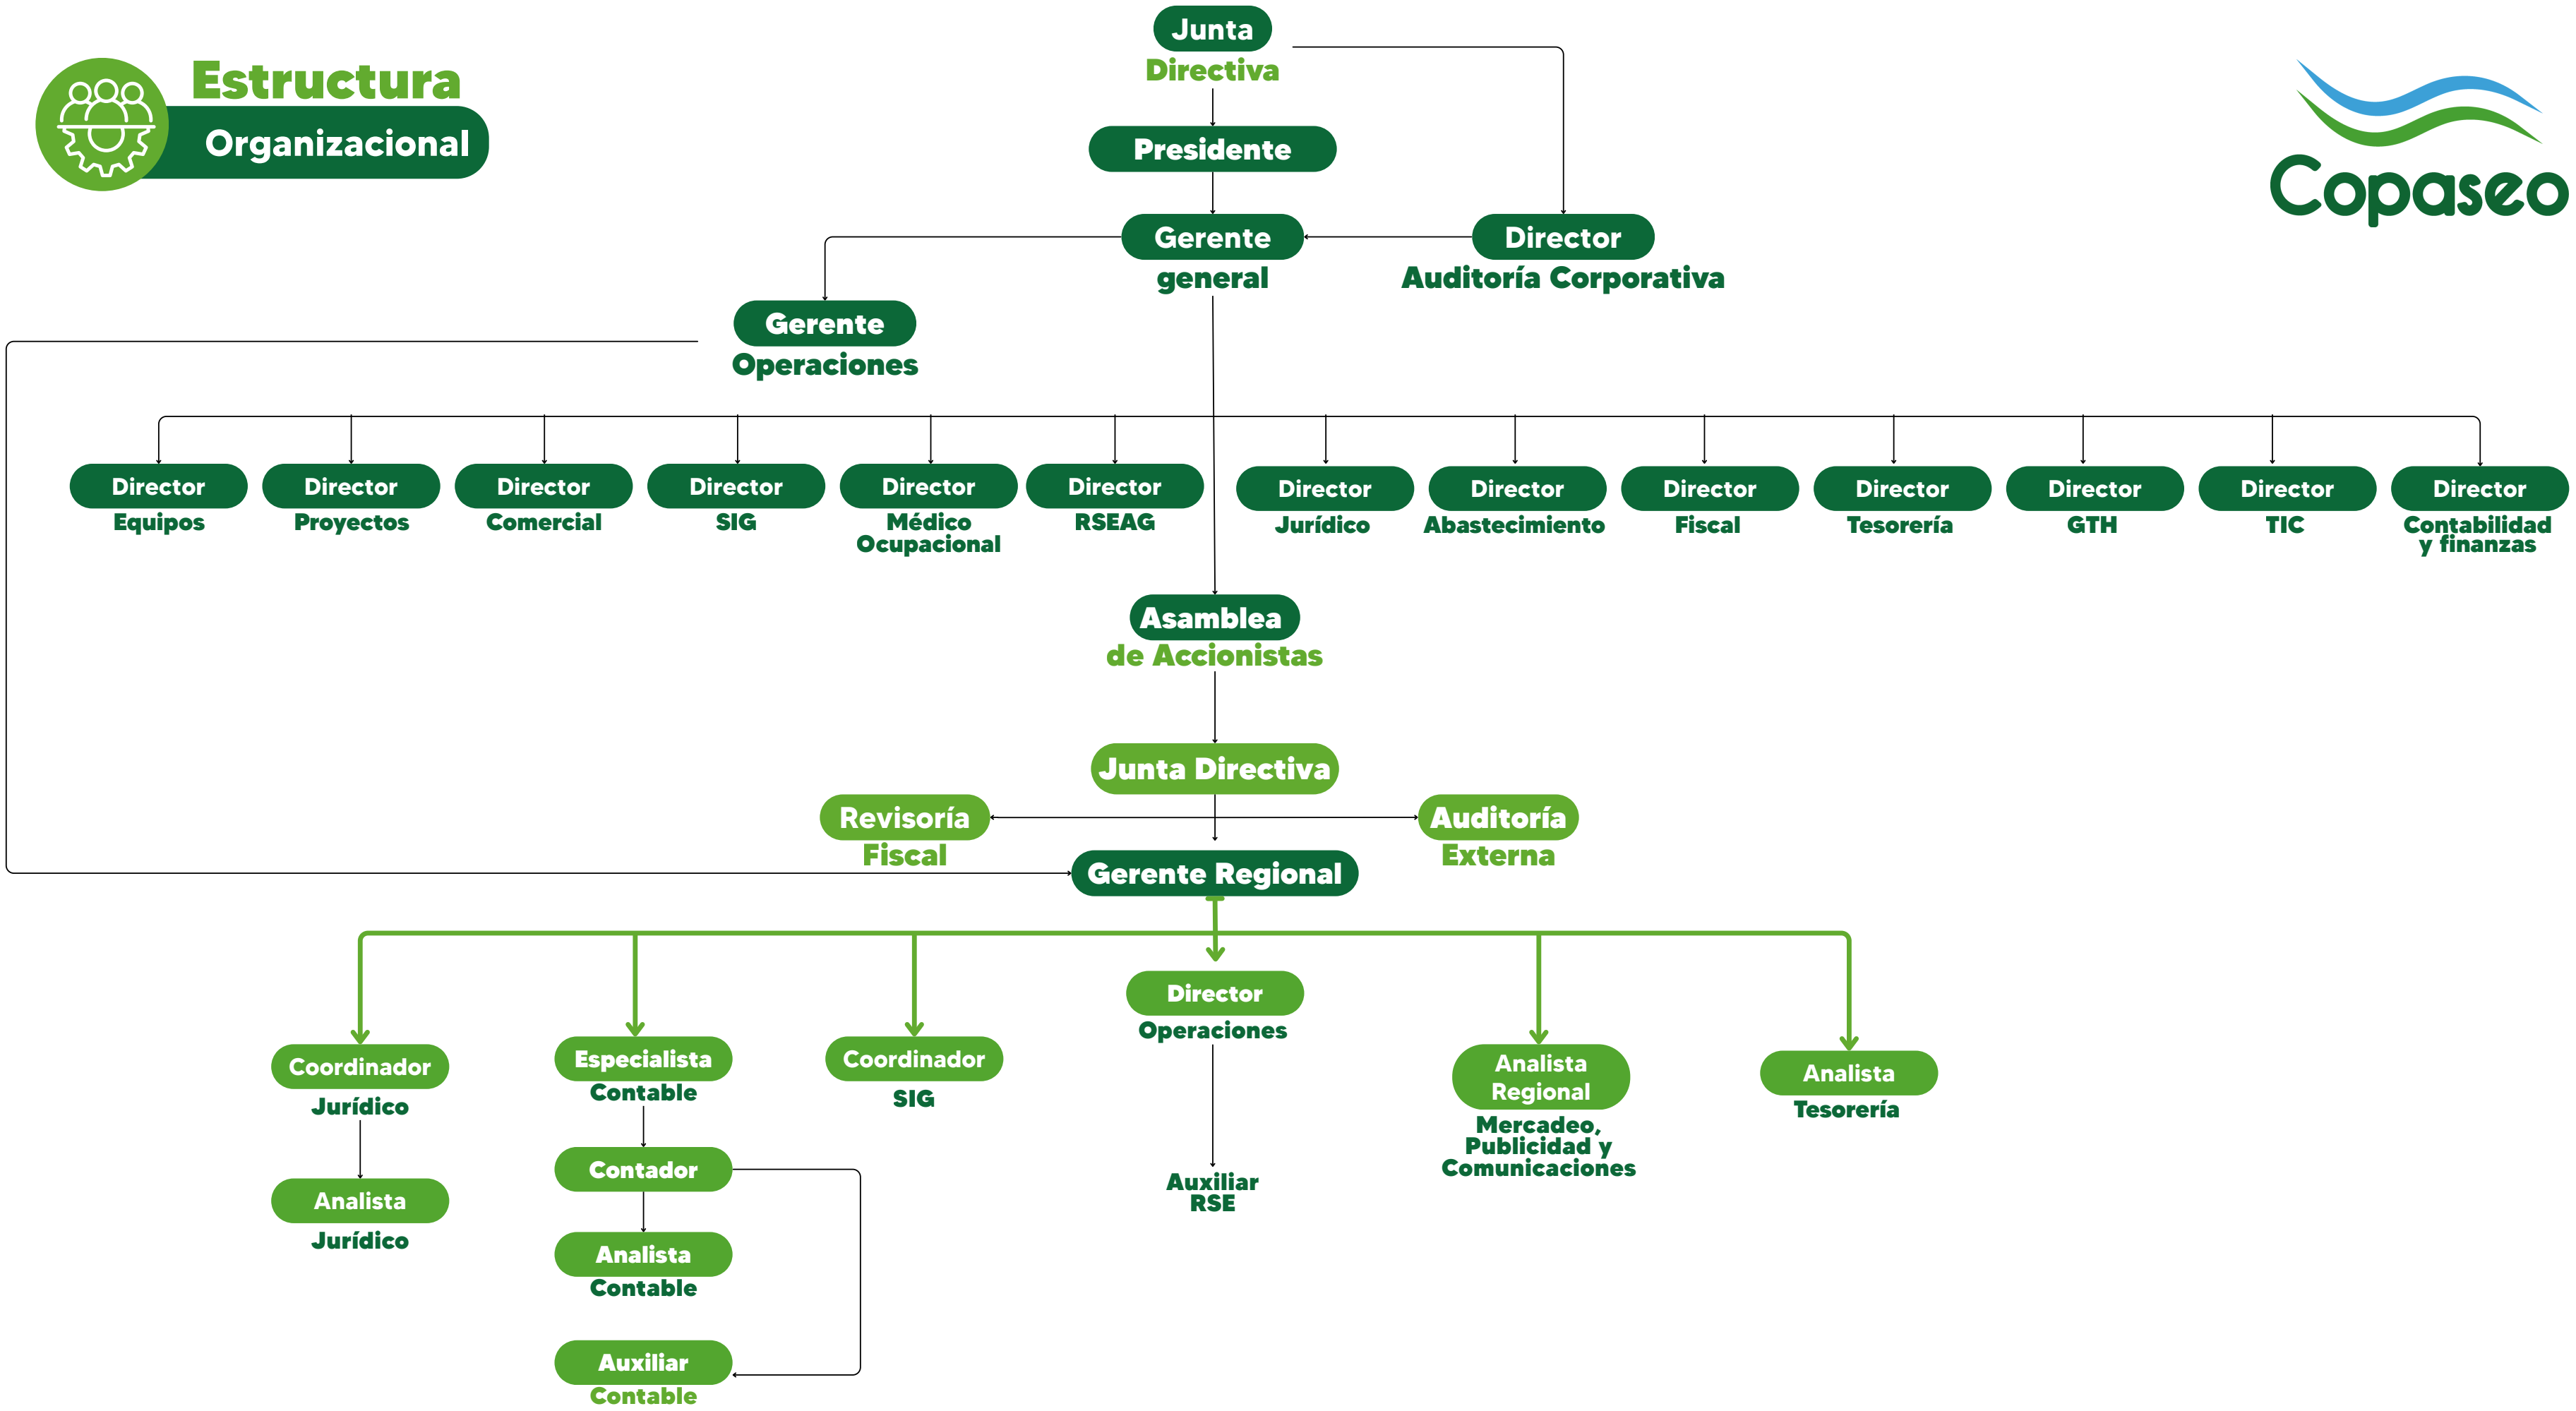 Estructura
Organizacional
Copaseo
Junta
Directiva
Presidente
Gerente
general
Director
Auditoría Corporativa
Gerente
Operaciones
Director
Equipos
Director
Proyectos
Director
Comercial
Director
SIG
Director
Médico
Ocupacional
Director
RSEAG
Director
Jurídico
Director
Abastecimiento
Director
Fiscal
Director
Tesorería
Director
GTH
Director
TIC
Director
Contabilidad
y finanzas
Asamblea
de Accionistas
Junta Directiva
Revisoría
Fiscal
Auditoría
Externa
Gerente Regional
Coordinador
Jurídico
Analista
Jurídico
Especialista
Contable
Contador
Analista
Contable
Auxiliar
Contable
Coordinador
SIG
Director
Operaciones
Auxiliar
RSE
Analista
Regional
Mercadeo,
Publicidad y
Comunicaciones
Analista
Tesorería